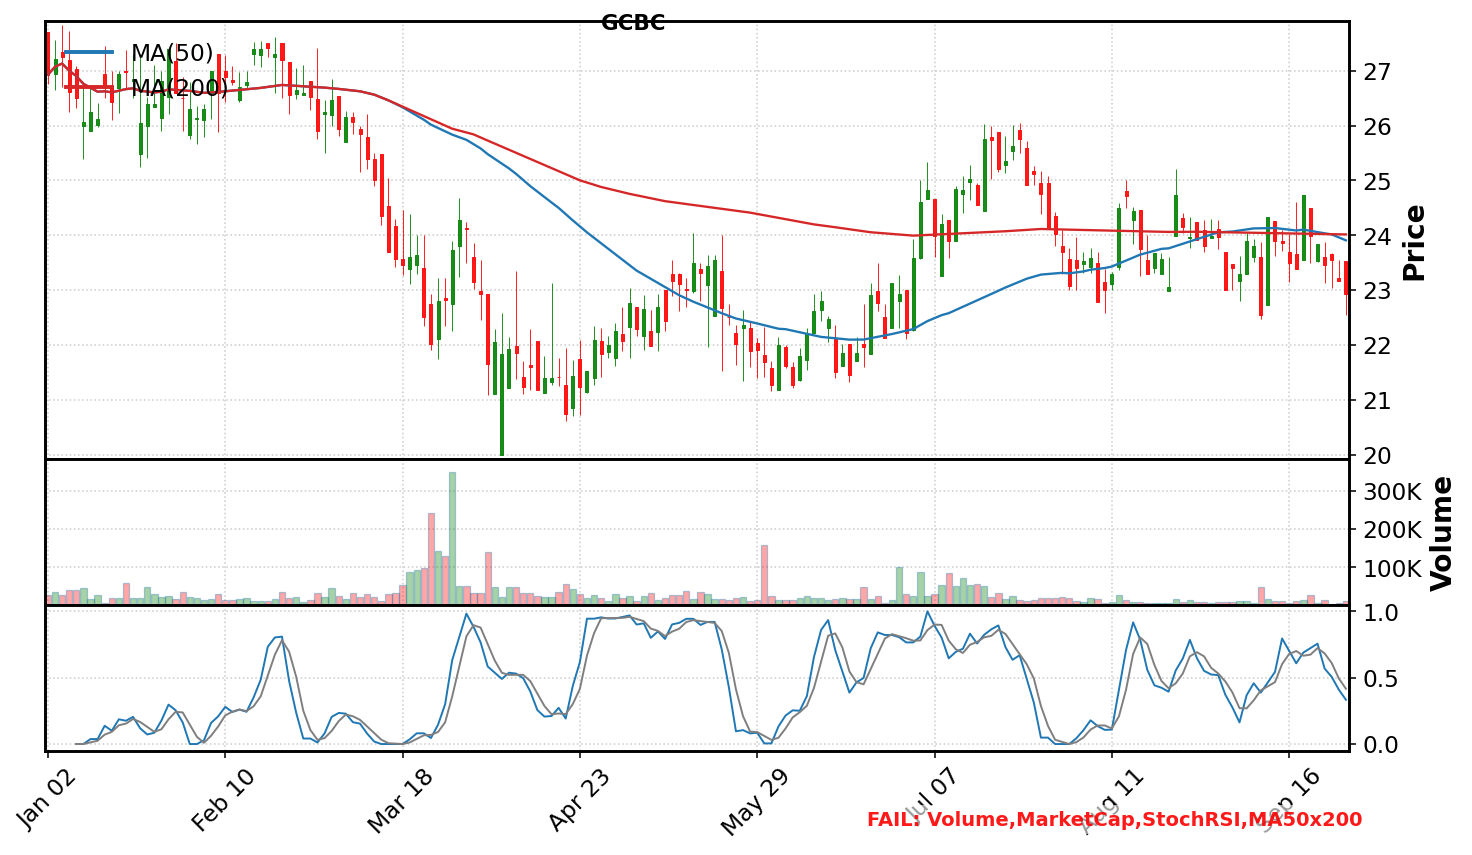 GCBC
MA(50)
MA(200)
27
26
25
24
23
22
21
20
Price
300K
200K
100K
Volume
1.0
0.5
0.0
Jan 02
Feb 10
Mar 18
Apr 23
May 29
Jul 07
Aug 11
Sep 16
FAIL: Volume,MarketCap,StochRSI,MA50x200